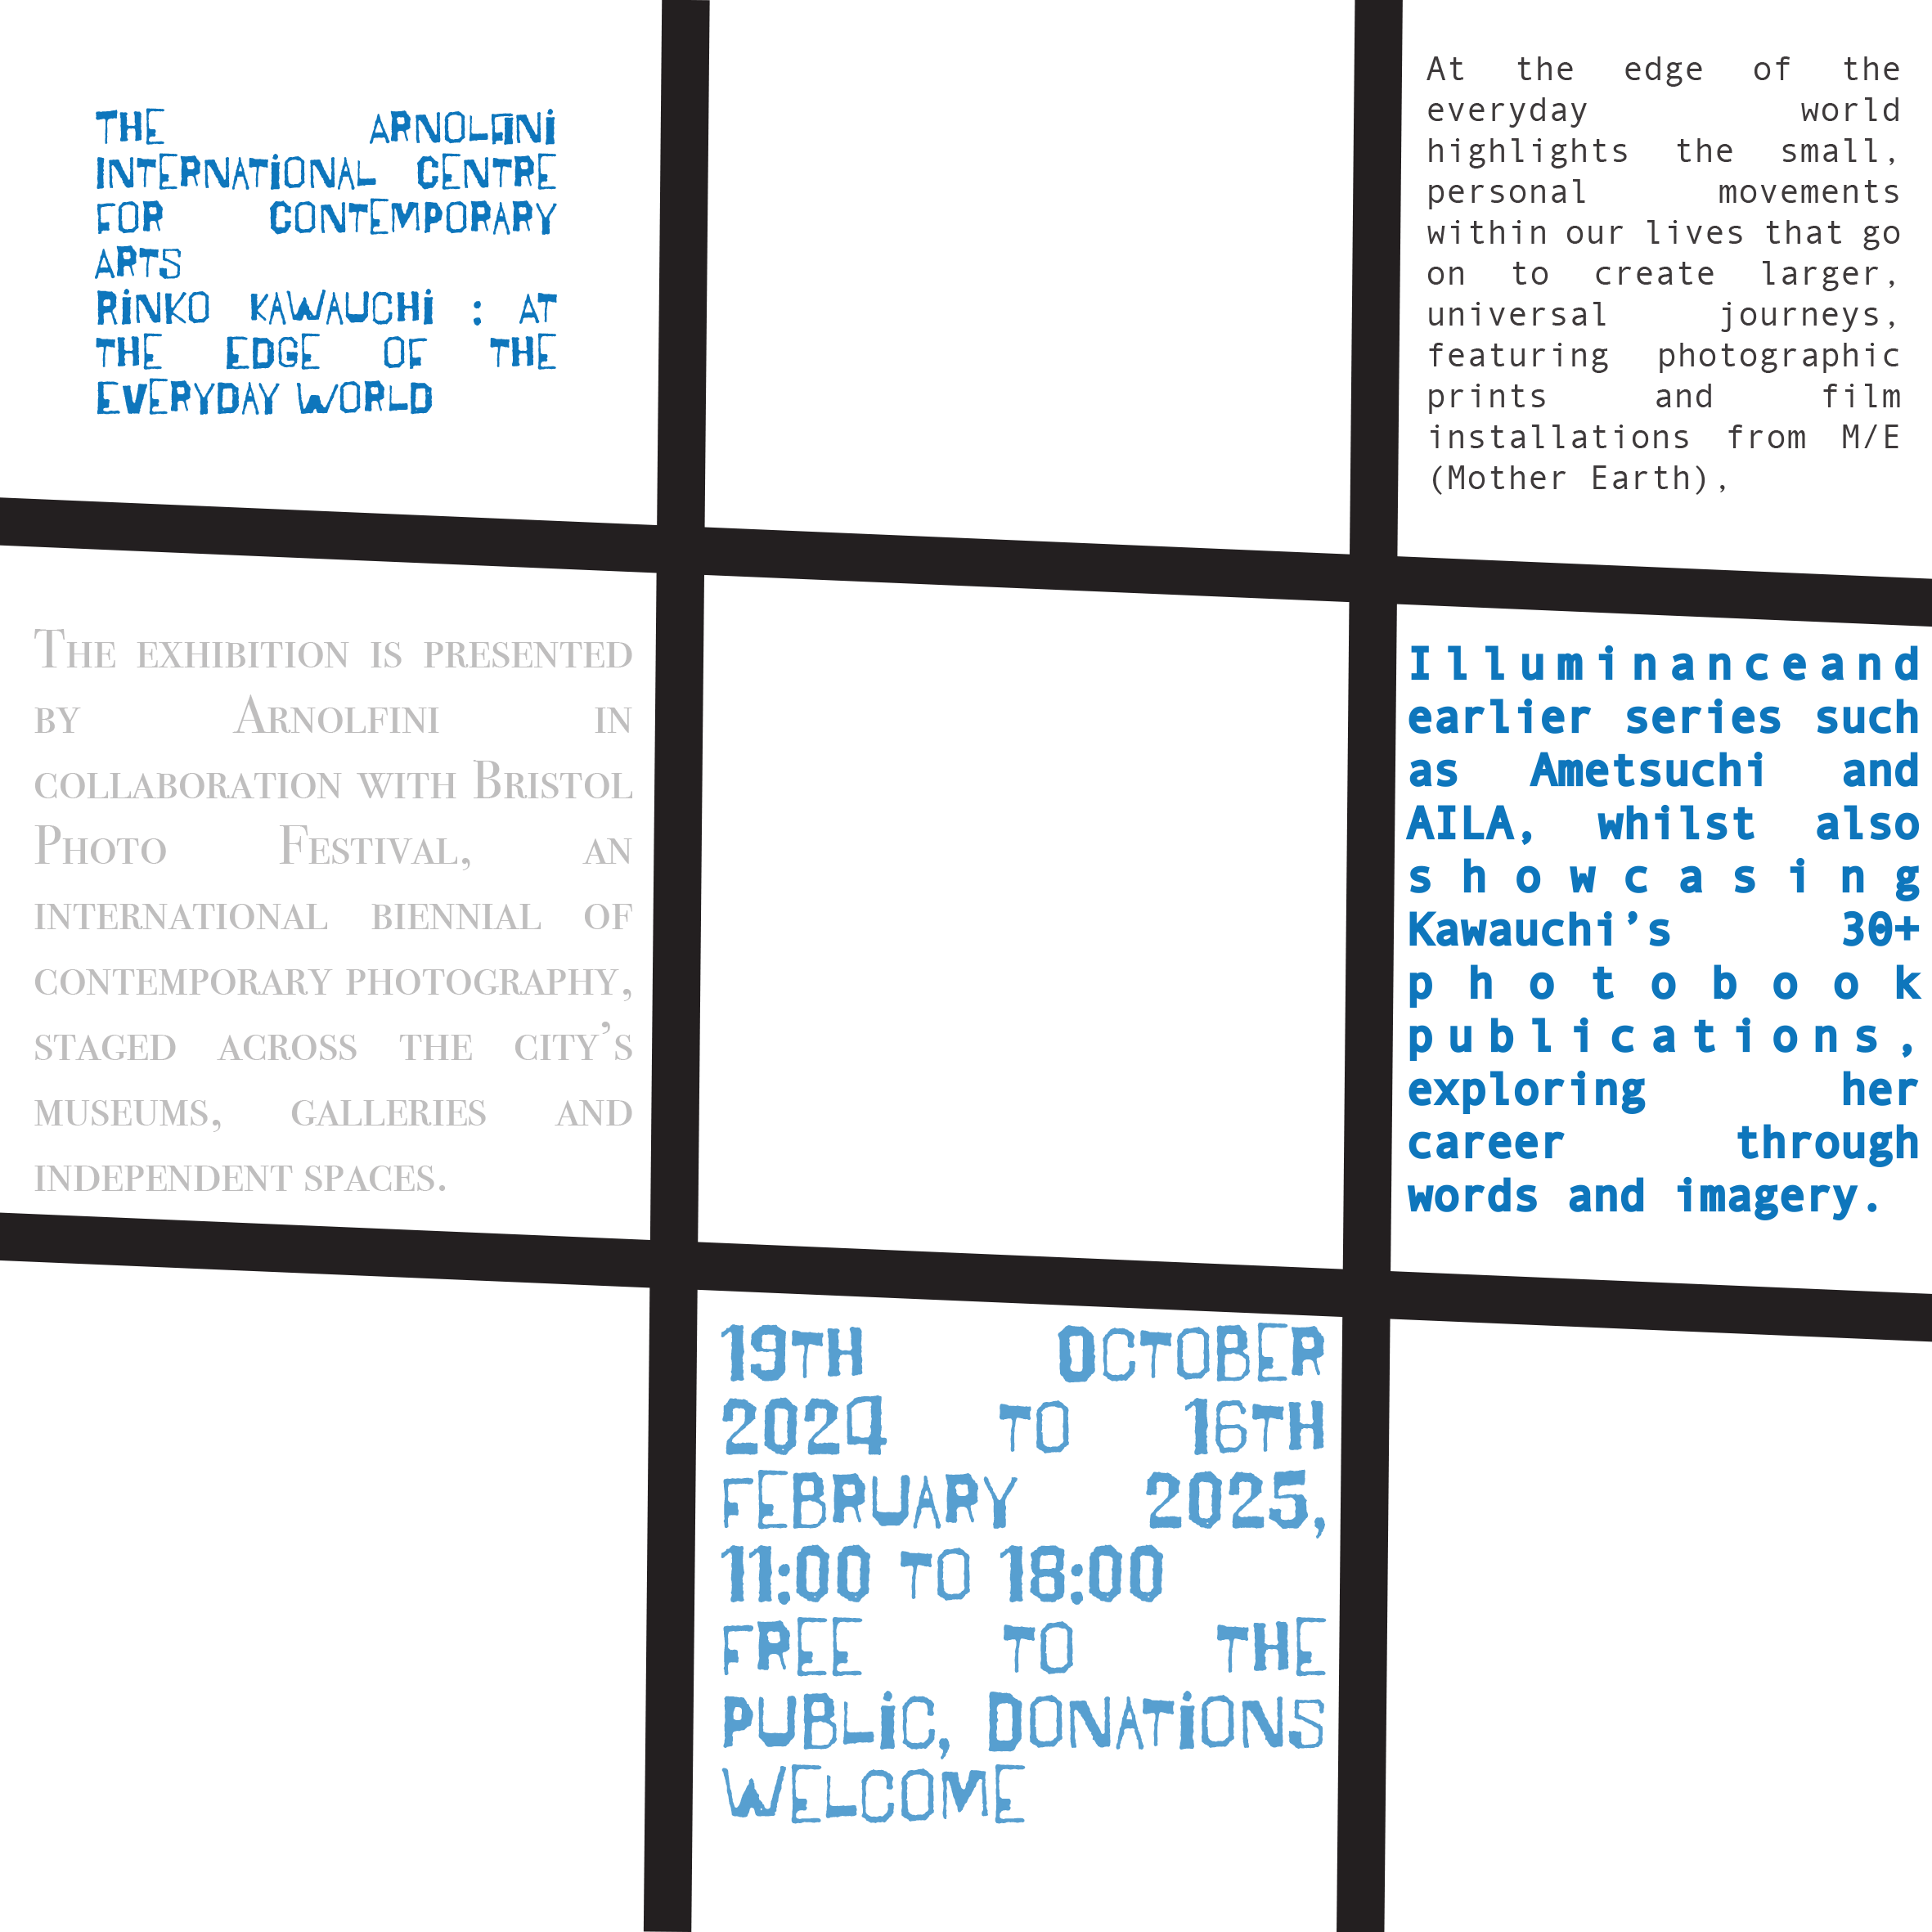 THE ARNOLFINI
INTERNATIONAL CENTRE
FOR CONTEMPORARY
ARTS
RINKO KAWAUCHI : AT
THE EDGE OF THE
EVERYDAY WORLD
At the edge of the
everyday world
highlights the small,
personal movements
within our lives that go
on to create larger,
universal journeys,
featuring photographic
prints and film
installations from M/E
(Mother Earth),
The exhibition is presented
by Arnolfini in
collaboration with Bristol
Photo Festival, an
international biennial of
contemporary photography,
staged across the city’s
museums, galleries and
independent spaces.
Illuminanceand
earlier series such
as Ametsuchi and
AILA, whilst also
showcasing
Kawauchi’s 30+
photobook
publications,
exploring her
career through
words and imagery.
19TH OCTOBER
2024 TO 16TH
FEBRUARY 2025,
11:00 TO 18:00
FREE TO THE
PUBLIC, DONATIONS
WELCOME